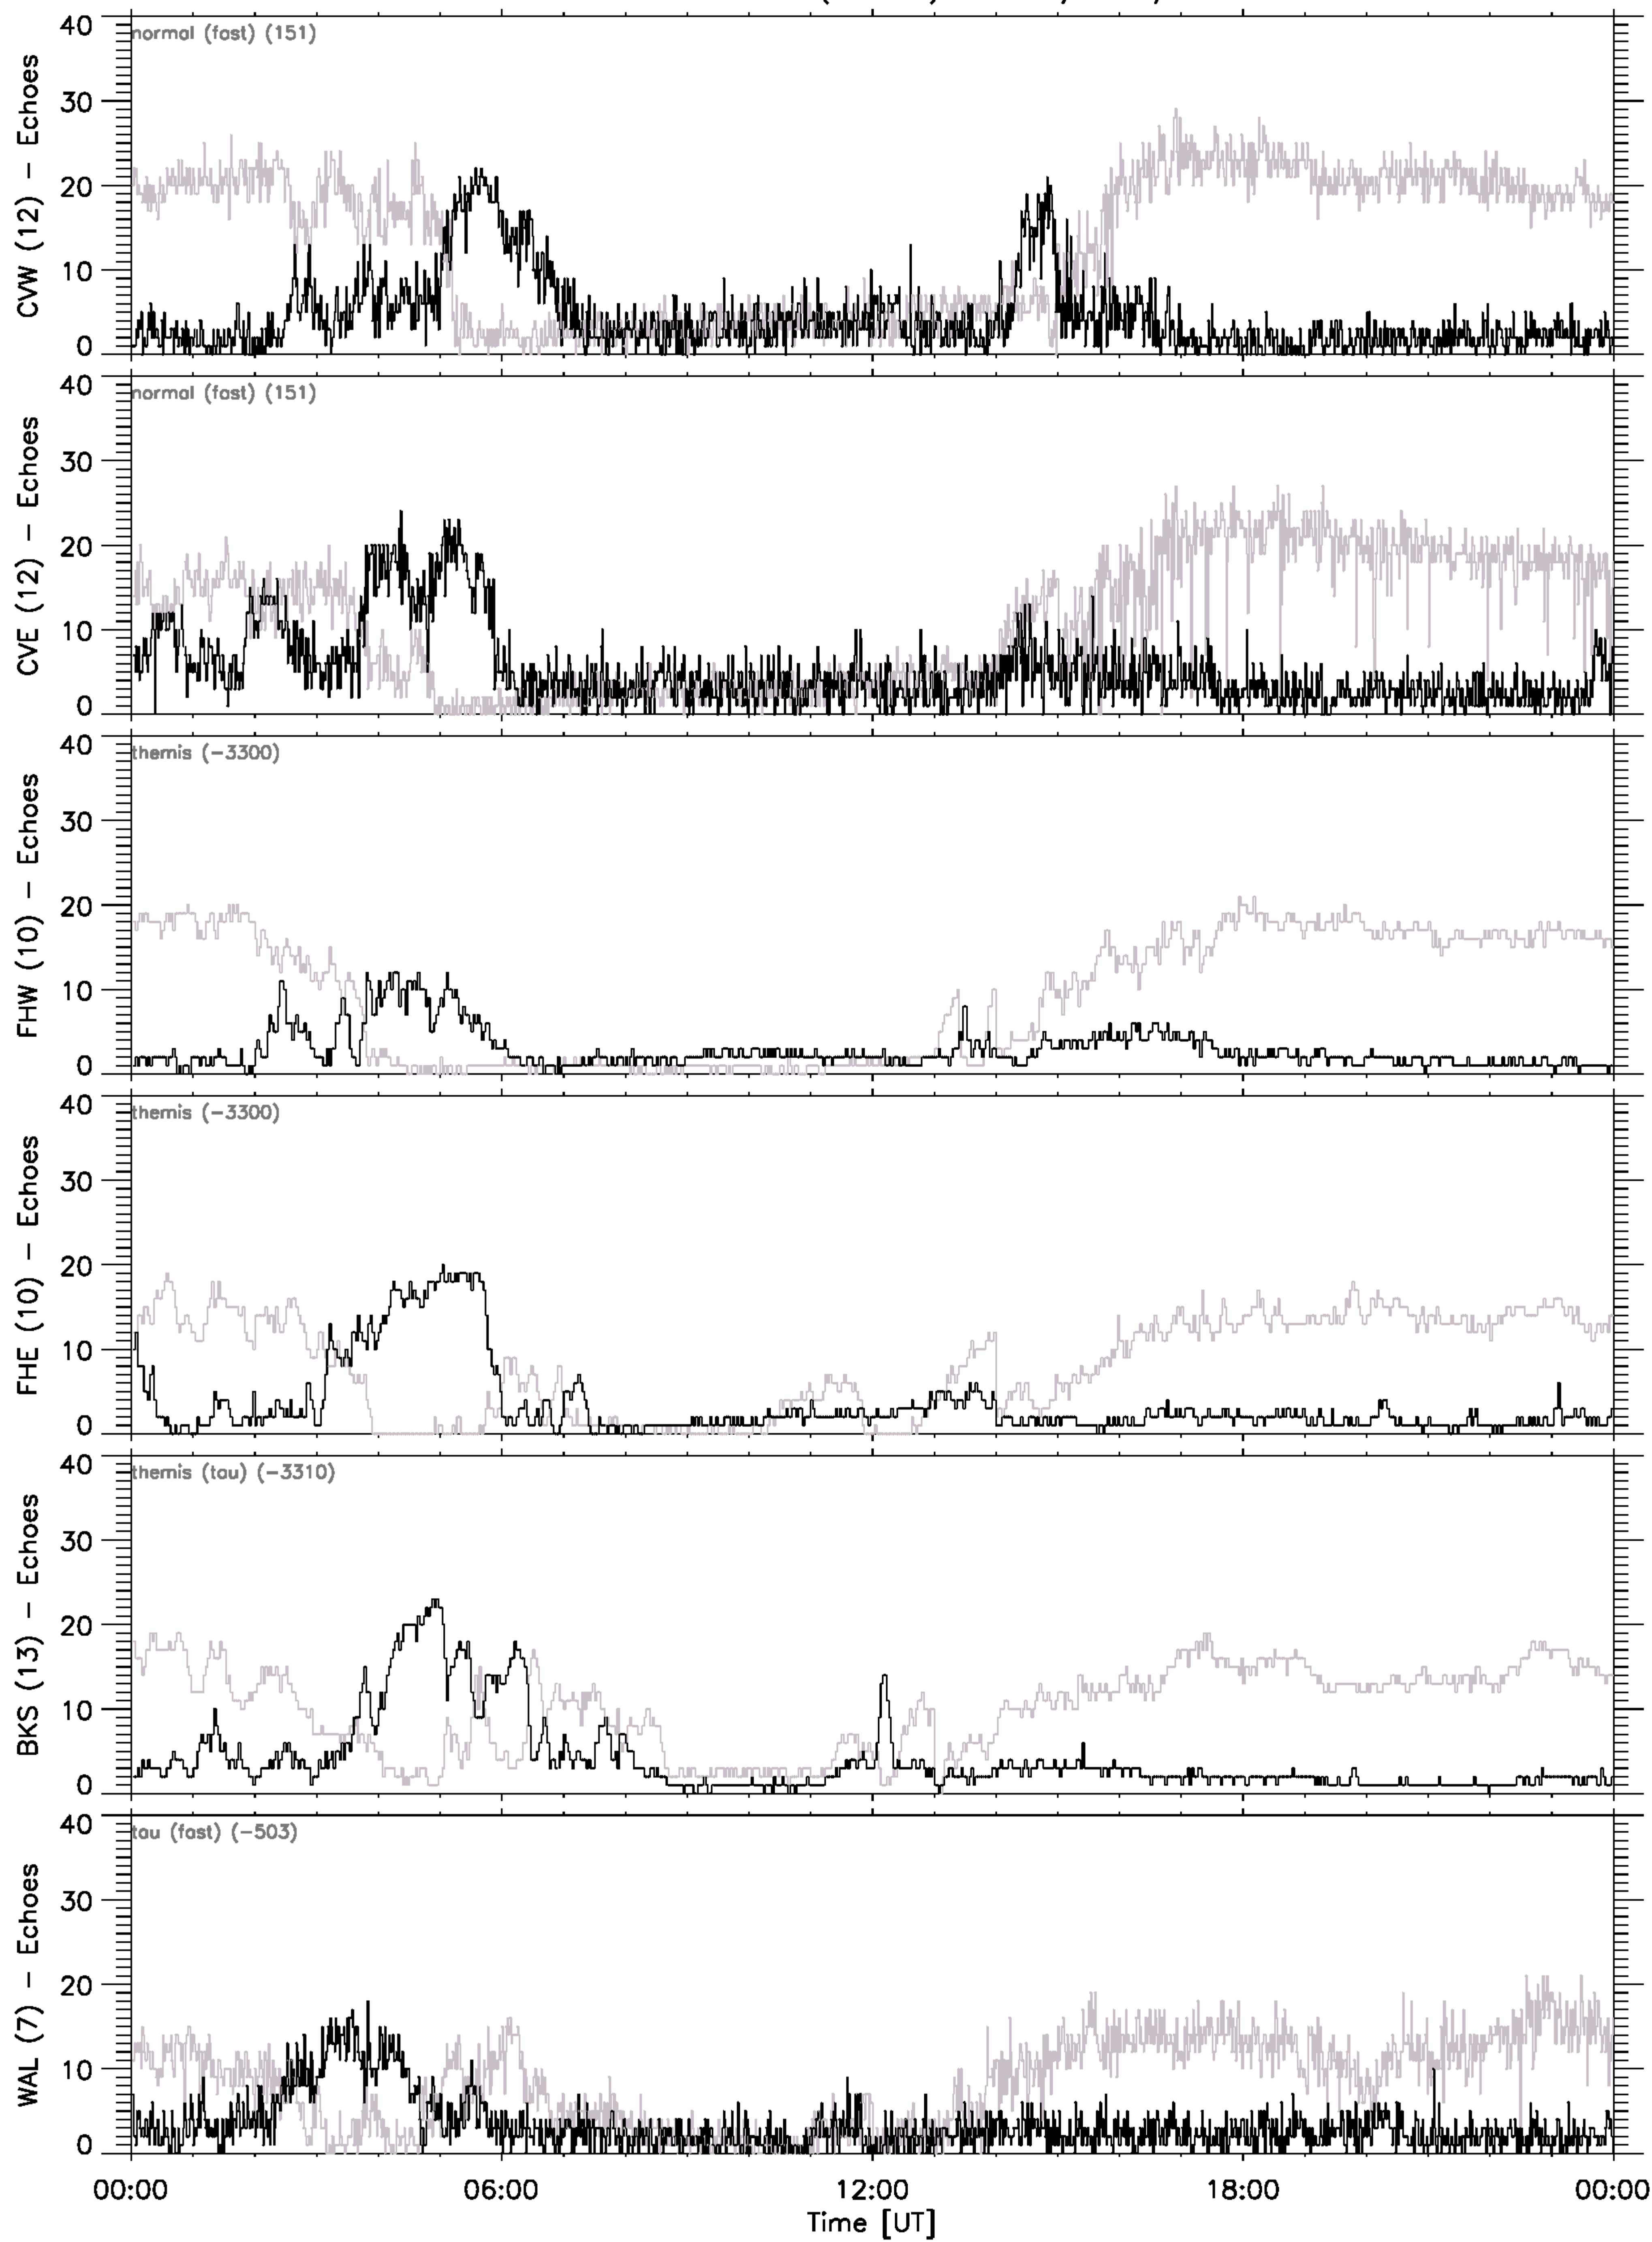 40
normal (fast) (151)
30
20
10
0
CVW (12) – Echoes
40
normal (fast) (151)
30
20
10
0
CVE (12) – Echoes
40
themis (-3300)
30
20
10
0
FHW (10) – Echoes
40
themis (-3300)
30
20
10
0
FHE (10) – Echoes
40
themis (tau) (-3310)
30
20
10
0
BKS (13) – Echoes
40
tau (fast) (-503)
30
20
10
0
WAL (7) – Echoes
00:00 06:00 12:00 18:00 00:00
Time [UT]